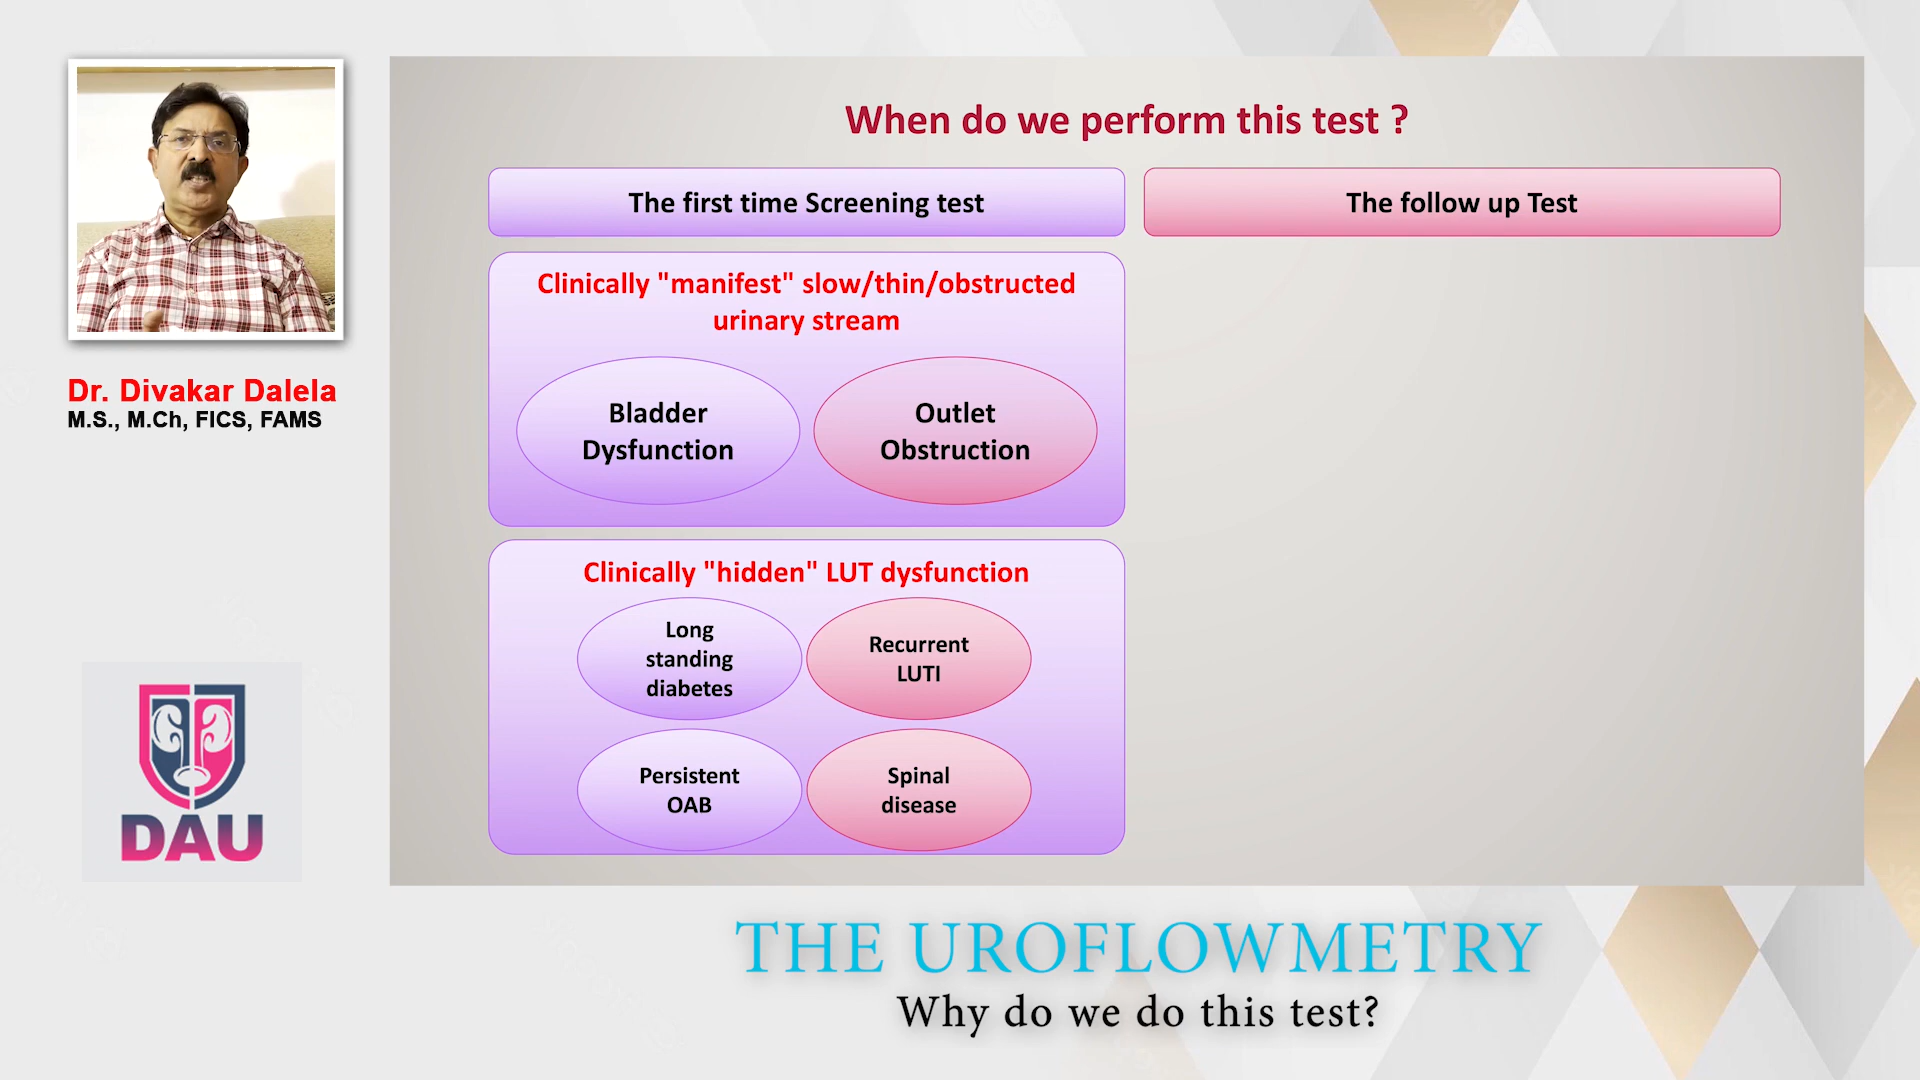 When do we perform this test ?
The first time Screening test
The follow up Test
Clinically "manifest" slow/thin/obstructed
urinary stream
Bladder
Dysfunction
Outlet
Obstruction
Clinically "hidden" LUT dysfunction
Long
standing
diabetes
Recurrent
LUTI
Persistent
OAB
Spinal
disease
Dr. Divakar Dalela
M.S., M.Ch, FICS, FAMS
DAU
THE UROFLOWMETRY
Why do we do this test?